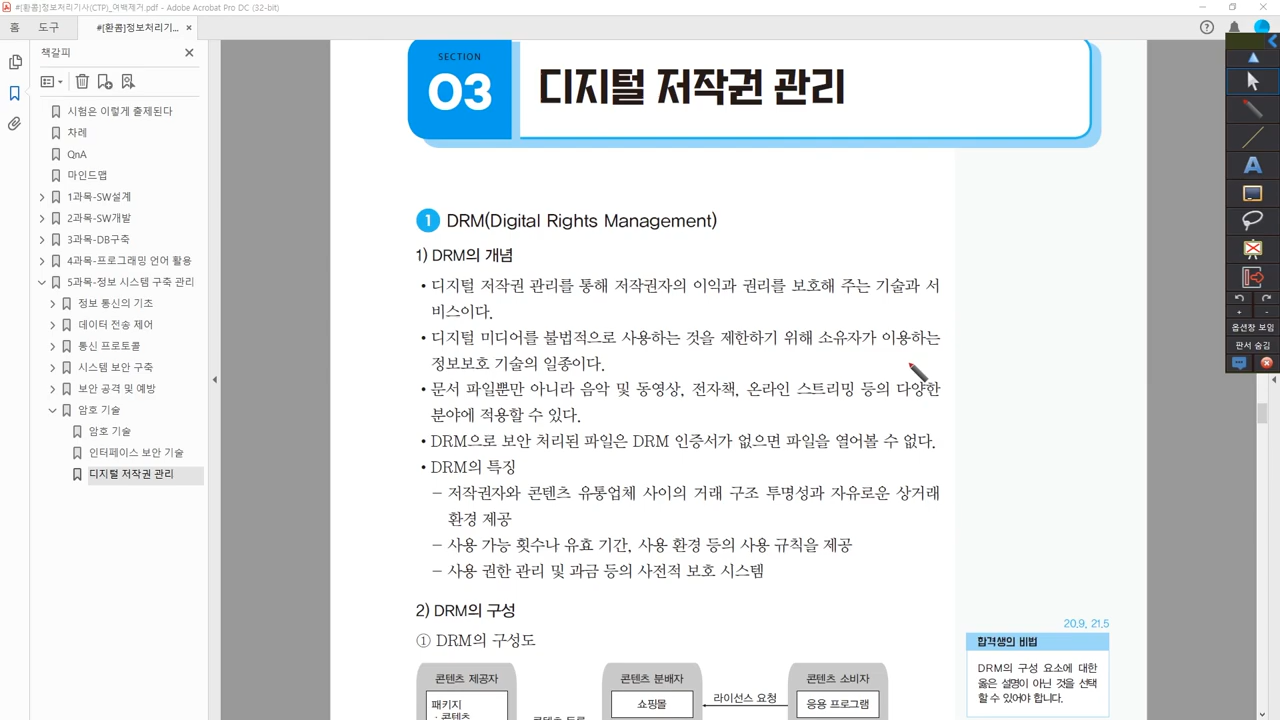 #[환콤]정보처리기사(CTP)_여백제거.pdf - Adobe Acrobat Pro DC (32-bit)
홈 도구 #[환콤]정보처리기... ×
책갈피
시험은 이렇게 출제된다
차례
QnA
마인드맵
1과목-SW설계
2과목-SW개발
3과목-DB구축
4과목-프로그래밍 언어 활용
5과목-정보 시스템 구축 관리
정보 통신의 기초
데이터 전송 제어
통신 프로토콜
시스템 보안 구축
보안 공격 및 예방
암호 기술
암호 기술
인터페이스 보안 기술
디지털 저작권 관리
SECTION
03 디지털 저작권 관리
1 DRM(Digital Rights Management)
1) DRM의 개념
• 디지털 저작권 관리를 통해 저작권자의 이익과 권리를 보호해 주는 기술과 서
비스이다.
• 디지털 미디어를 불법적으로 사용하는 것을 제한하기 위해 소유자가 이용하는
정보보호 기술의 일종이다.
• 문서 파일뿐만 아니라 음악 및 동영상, 전자책, 온라인 스트리밍 등의 다양한
분야에 적용할 수 있다.
• DRM으로 보안 처리된 파일은 DRM 인증서가 없으면 파일을 열어볼 수 없다.
• DRM의 특징
– 저작권자와 콘텐츠 유통업체 사이의 거래 구조 투명성과 자유로운 상거래
환경 제공
– 사용 가능 횟수나 유효 기간, 사용 환경 등의 사용 규칙을 제공
– 사용 권한 관리 및 과금 등의 사전적 보호 시스템
2) DRM의 구성
① DRM의 구성도
콘텐츠 제공자 콘텐츠 분배자 콘텐츠 소비자
패키지 쇼핑몰 라이선스 요청 응용 프로그램
· 콘텐츠
콘텐츠 등록
20.9, 21.5
합격생의 비법
DRM의 구성 요소에 대한
옳은 설명이 아닌 것을 선택
할 수 있어야 합니다.
옵션장 보임
판서 숨김